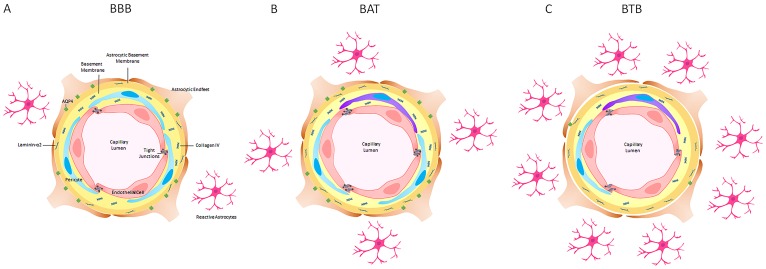 A
BBB
B
BAT
C
BTB
Astrocytic Basement
Membrane
Basement
Membrane
Astrocytic Endfeet
AQP4
Laminin-α2
Capillary
Lumen
Tight
Junctions
Collagen IV
Pericyte
Endothelial Cell
Reactive Astrocytes
Capillary
Lumen
Capillary
Lumen